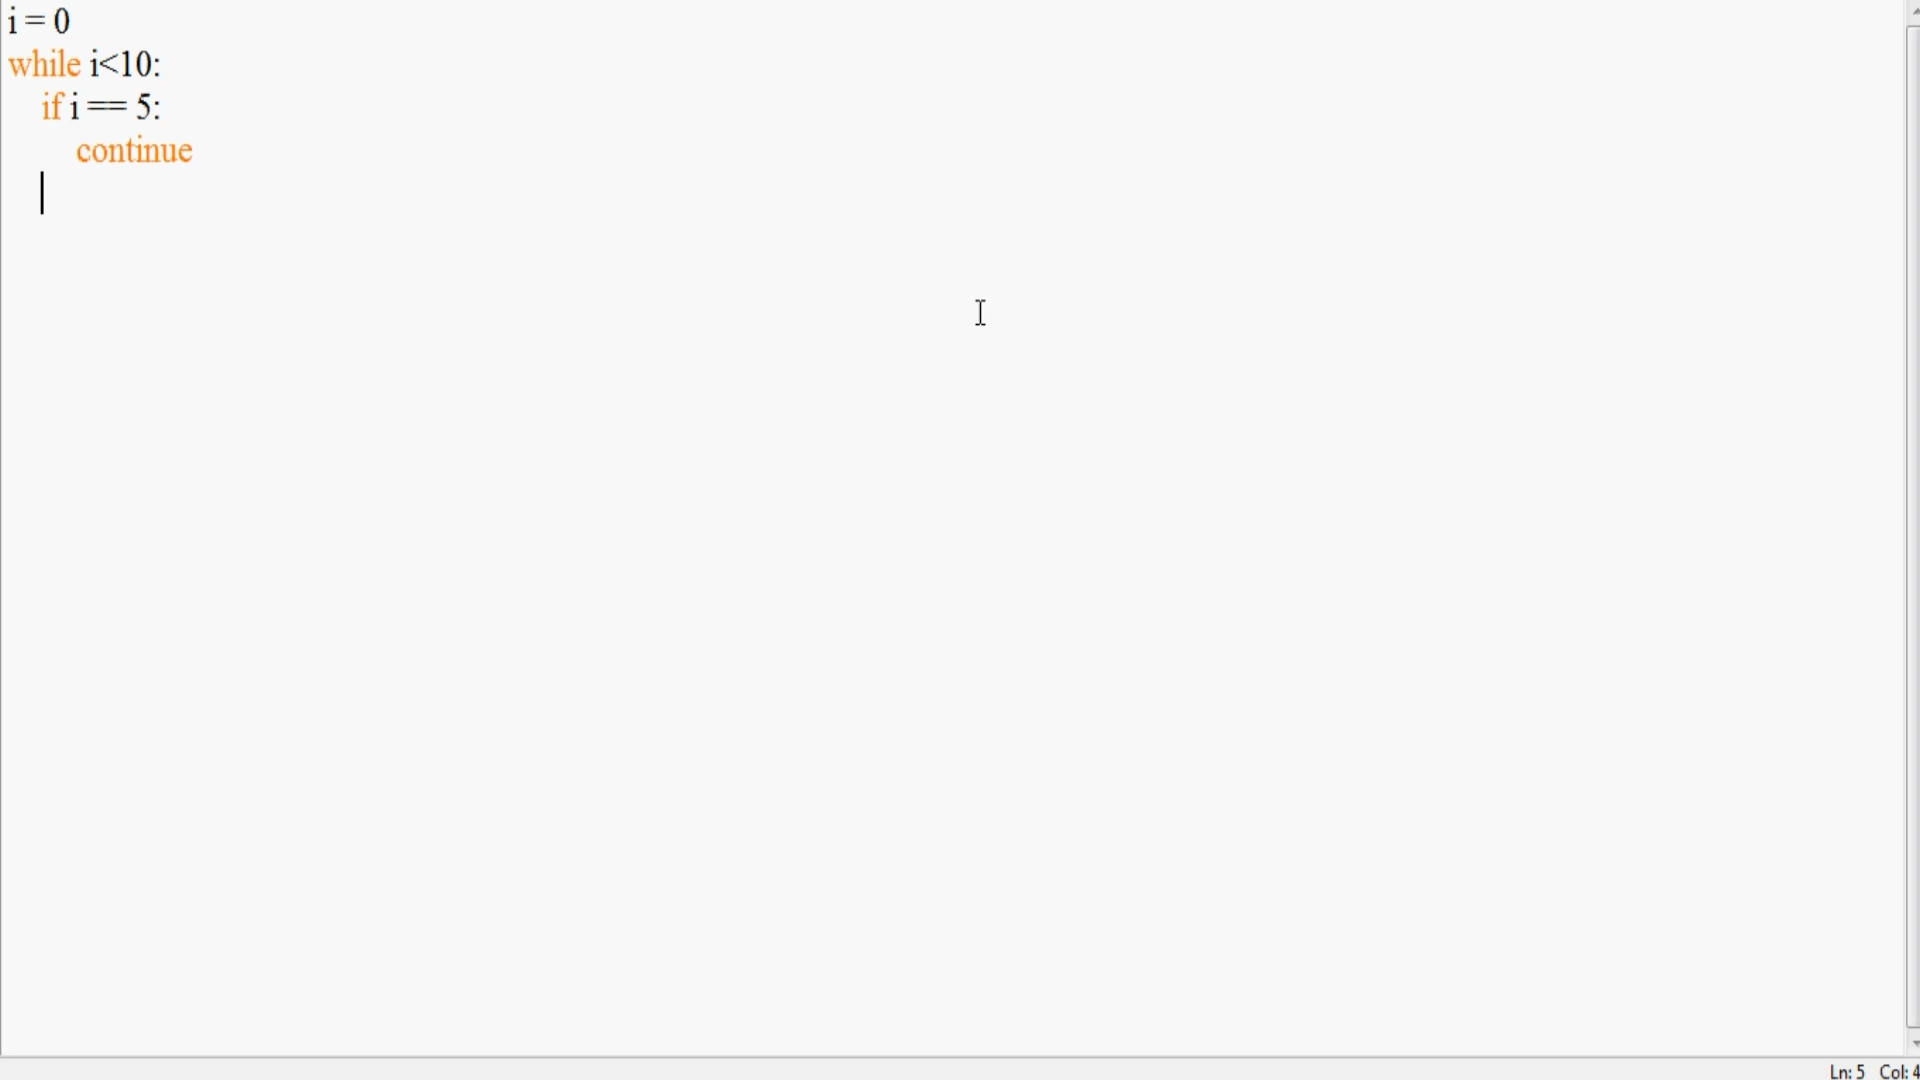 i = 0
while i<10:
    if i == 5:
        continue
Ln: 5 Col: 4